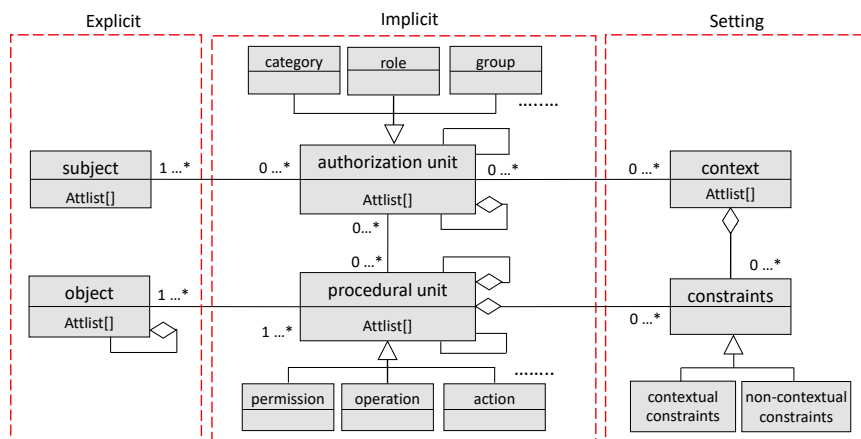 Explicit
Implicit
Setting
category
role
group
........
subject
Attlist[]
1 ...*
0...*
authorization unit
Attlist[]
0...*
0...*
context
Attlist[]
0...*
0...*
0...*
object
Attlist[]
1 ...*
1 ...*
procedural unit
Attlist[]
0...*
constraints
........
permission
operation
action
contextual
constraints
non-contextual
constraints